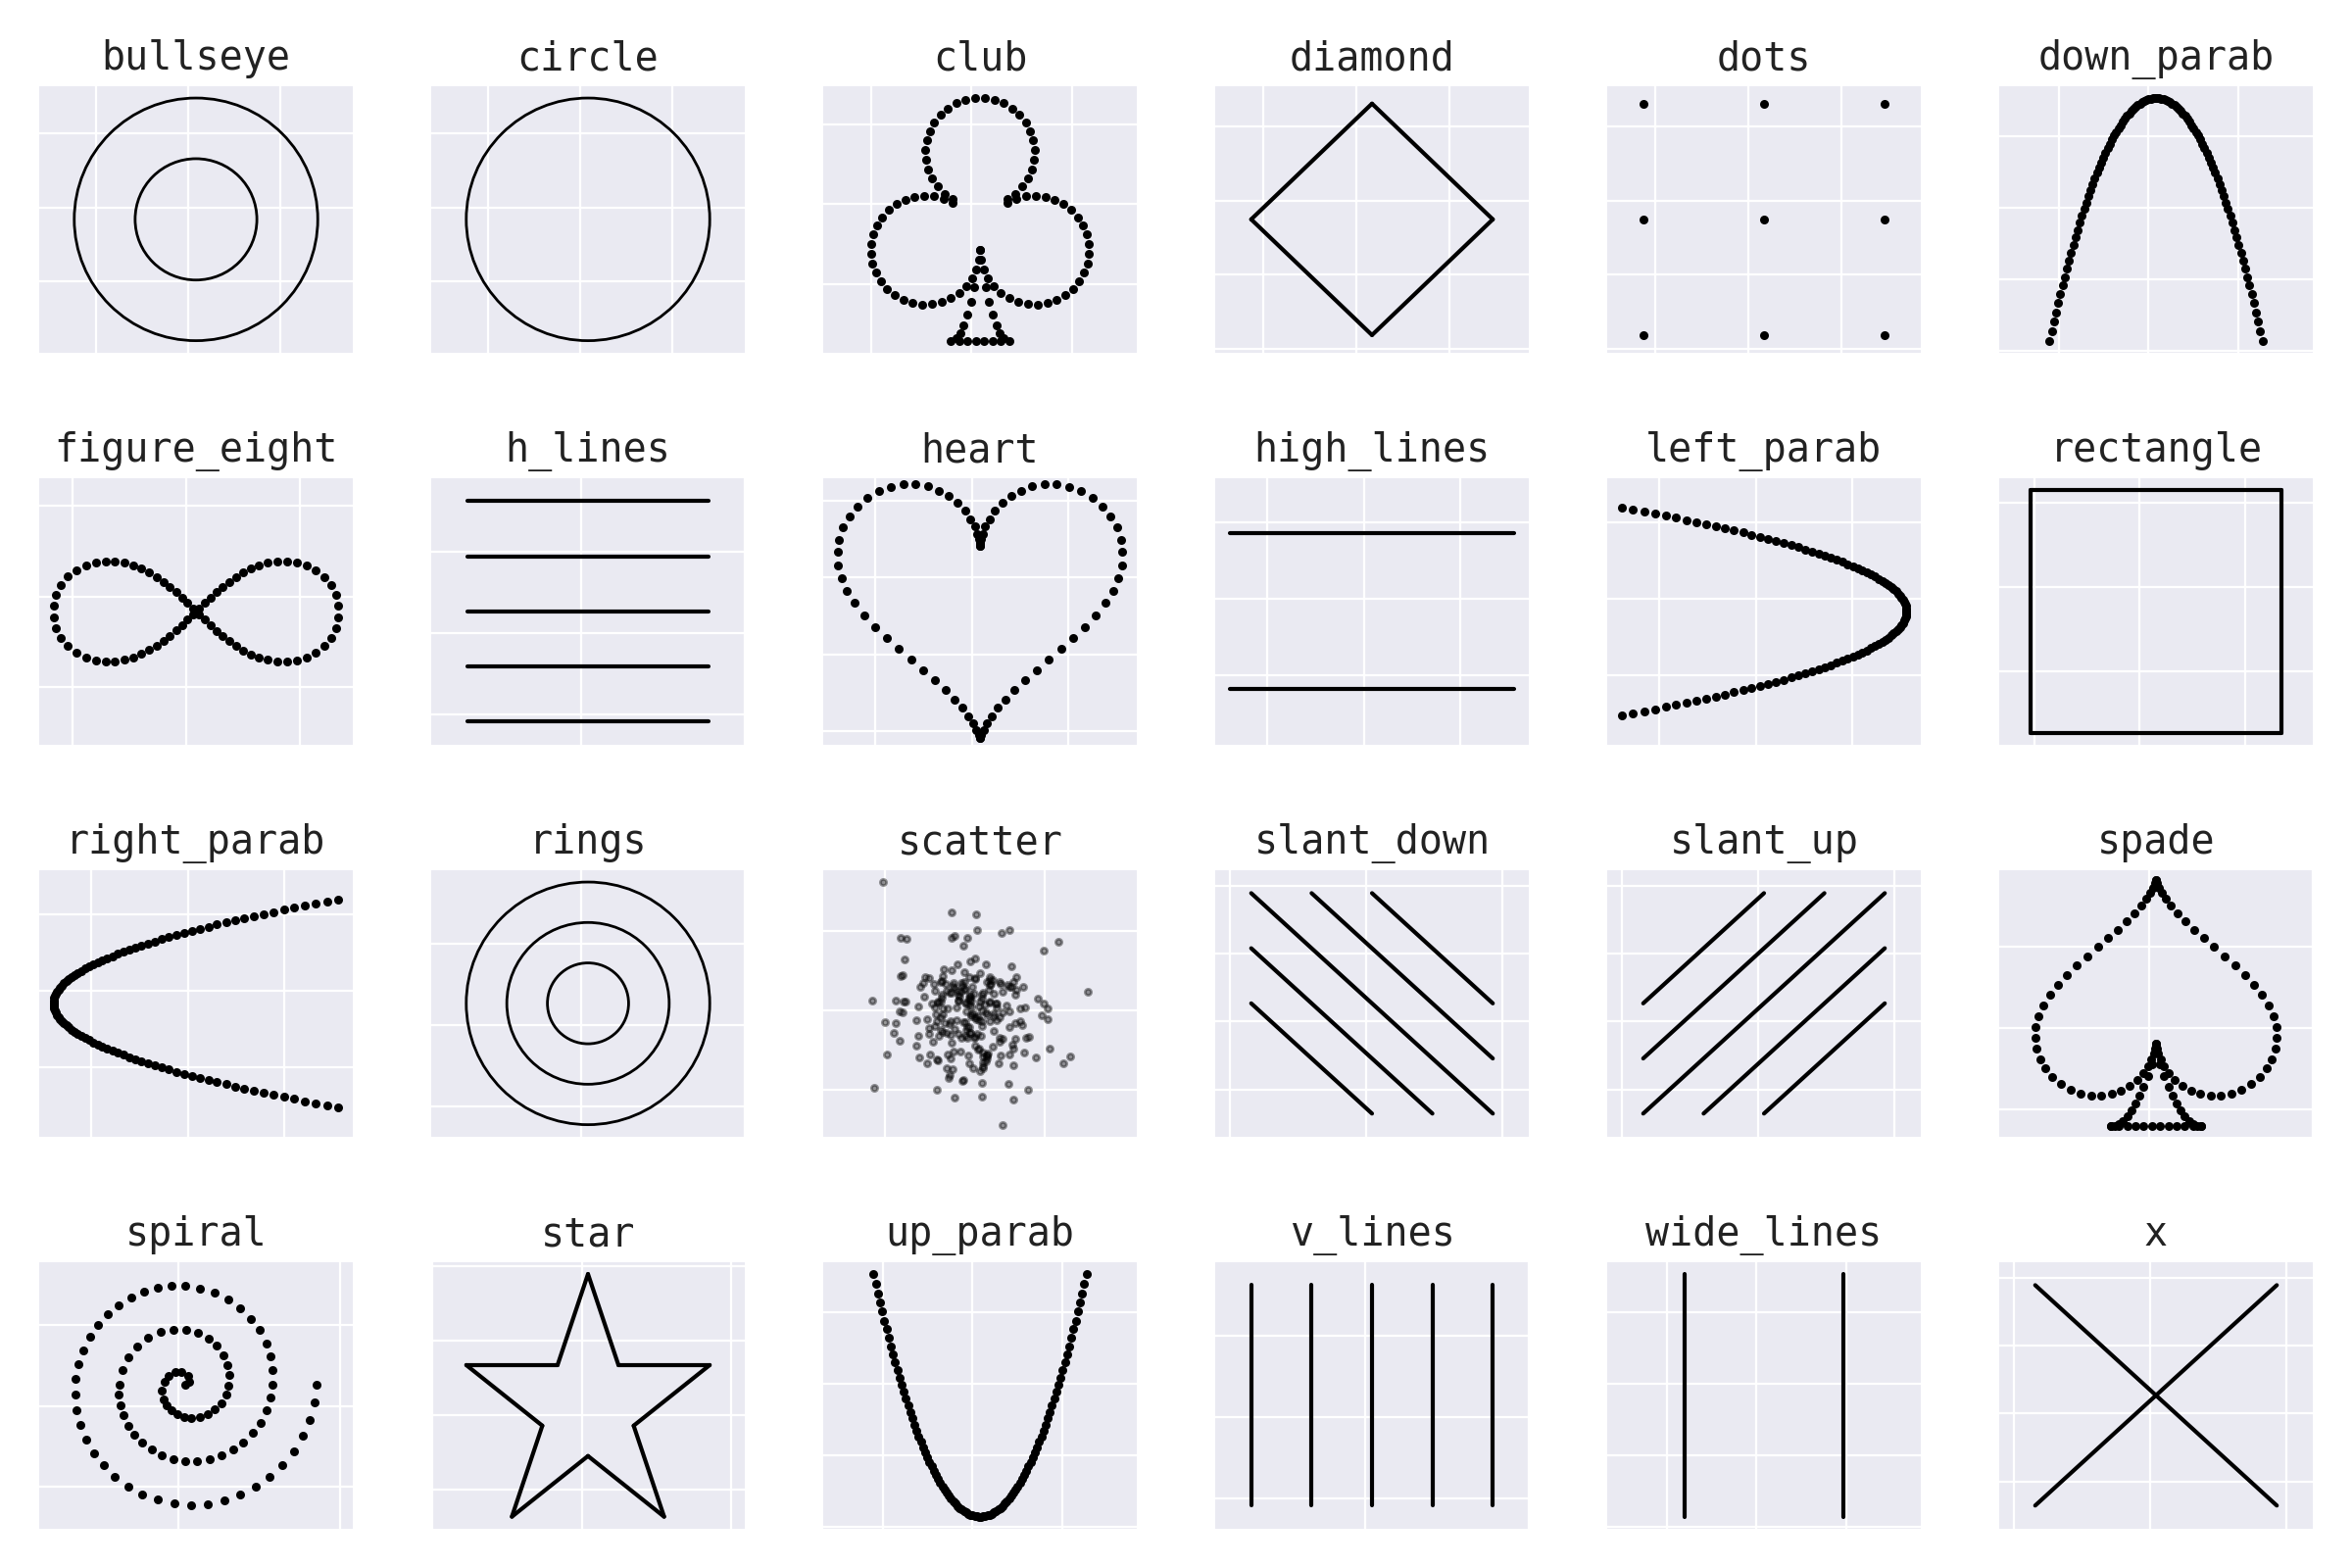 bullseye circle club diamond dots down_parab
figure_eight h_lines heart high_lines left_parab rectangle
right_parab rings scatter slant_down slant_up spade
spiral star up_parab v_lines wide_lines x